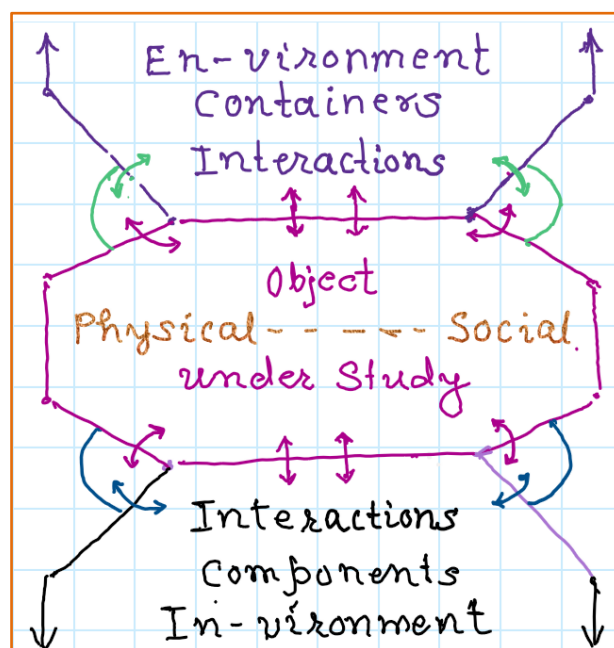 En-vironment
Containers
Interactions
Object
Physical - - - - - - Social
under Study
Interactions
Components
In-vironment